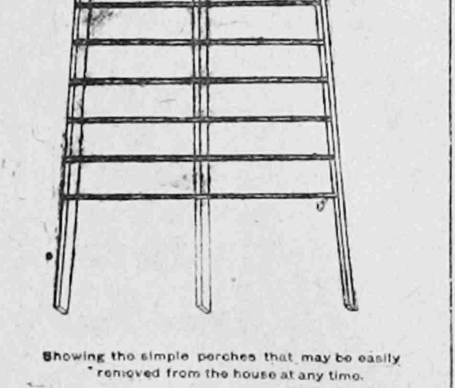 Showing the simple perches that may be easily
removed from the house at any time.